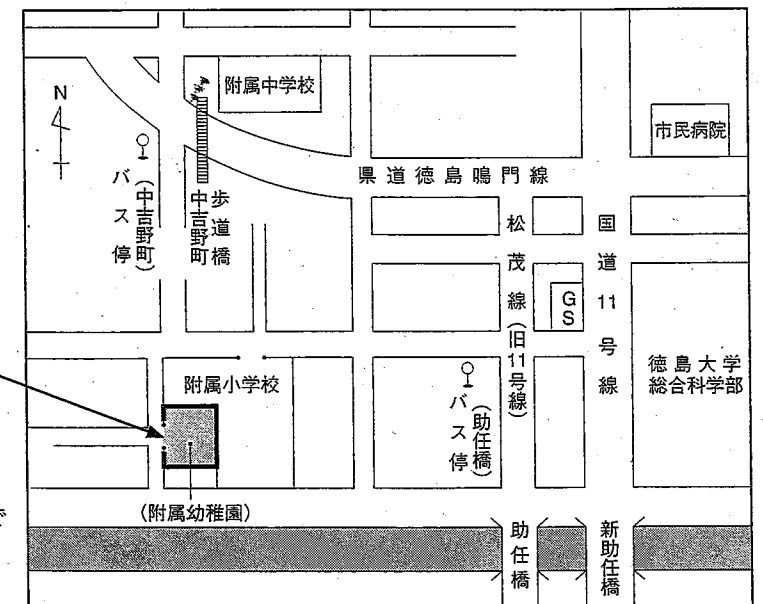 附属中学校
N
市民病院
県道徳島鳴門線
バス停
(中吉野町)
中吉野町
歩道橋
松茂線(旧11号線)
国道11号線
GS
徳島大学
総合科学部
附属小学校
バス停
(助任橋)
(附属幼稚園)
で
助任橋
新助任橋